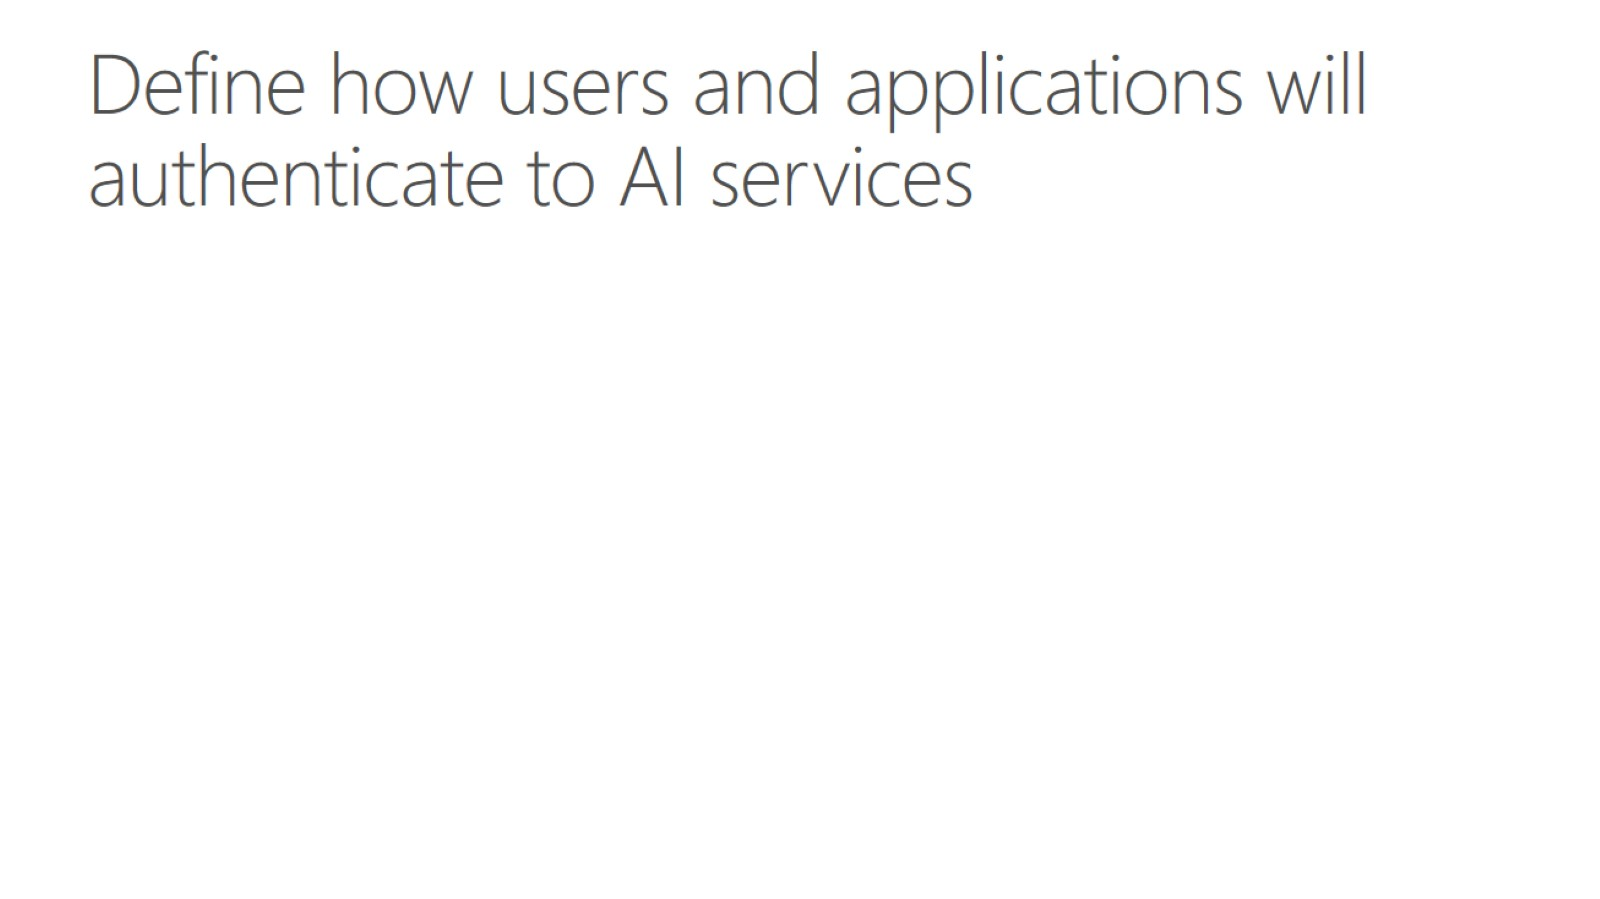 Define how users and applications will
authenticate to AI services